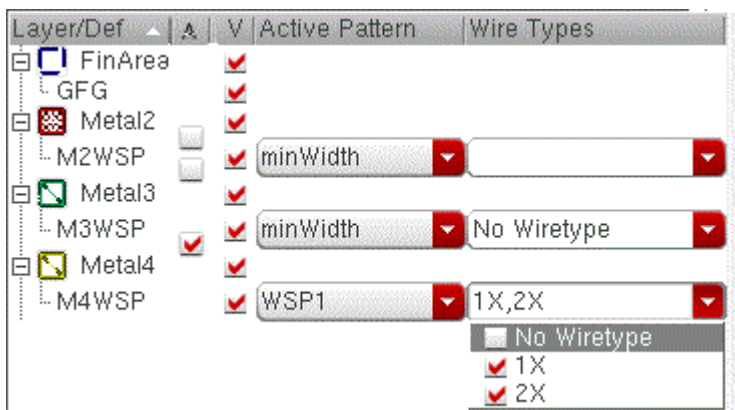 Layer/Def A V Active Pattern Wire Types
FinArea
GFG
Metal2
M2WSP minWidth
Metal3
M3WSP minWidth No Wiretype
Metal4
M4WSP WSP1 1X,2X
No Wiretype
1X
2X